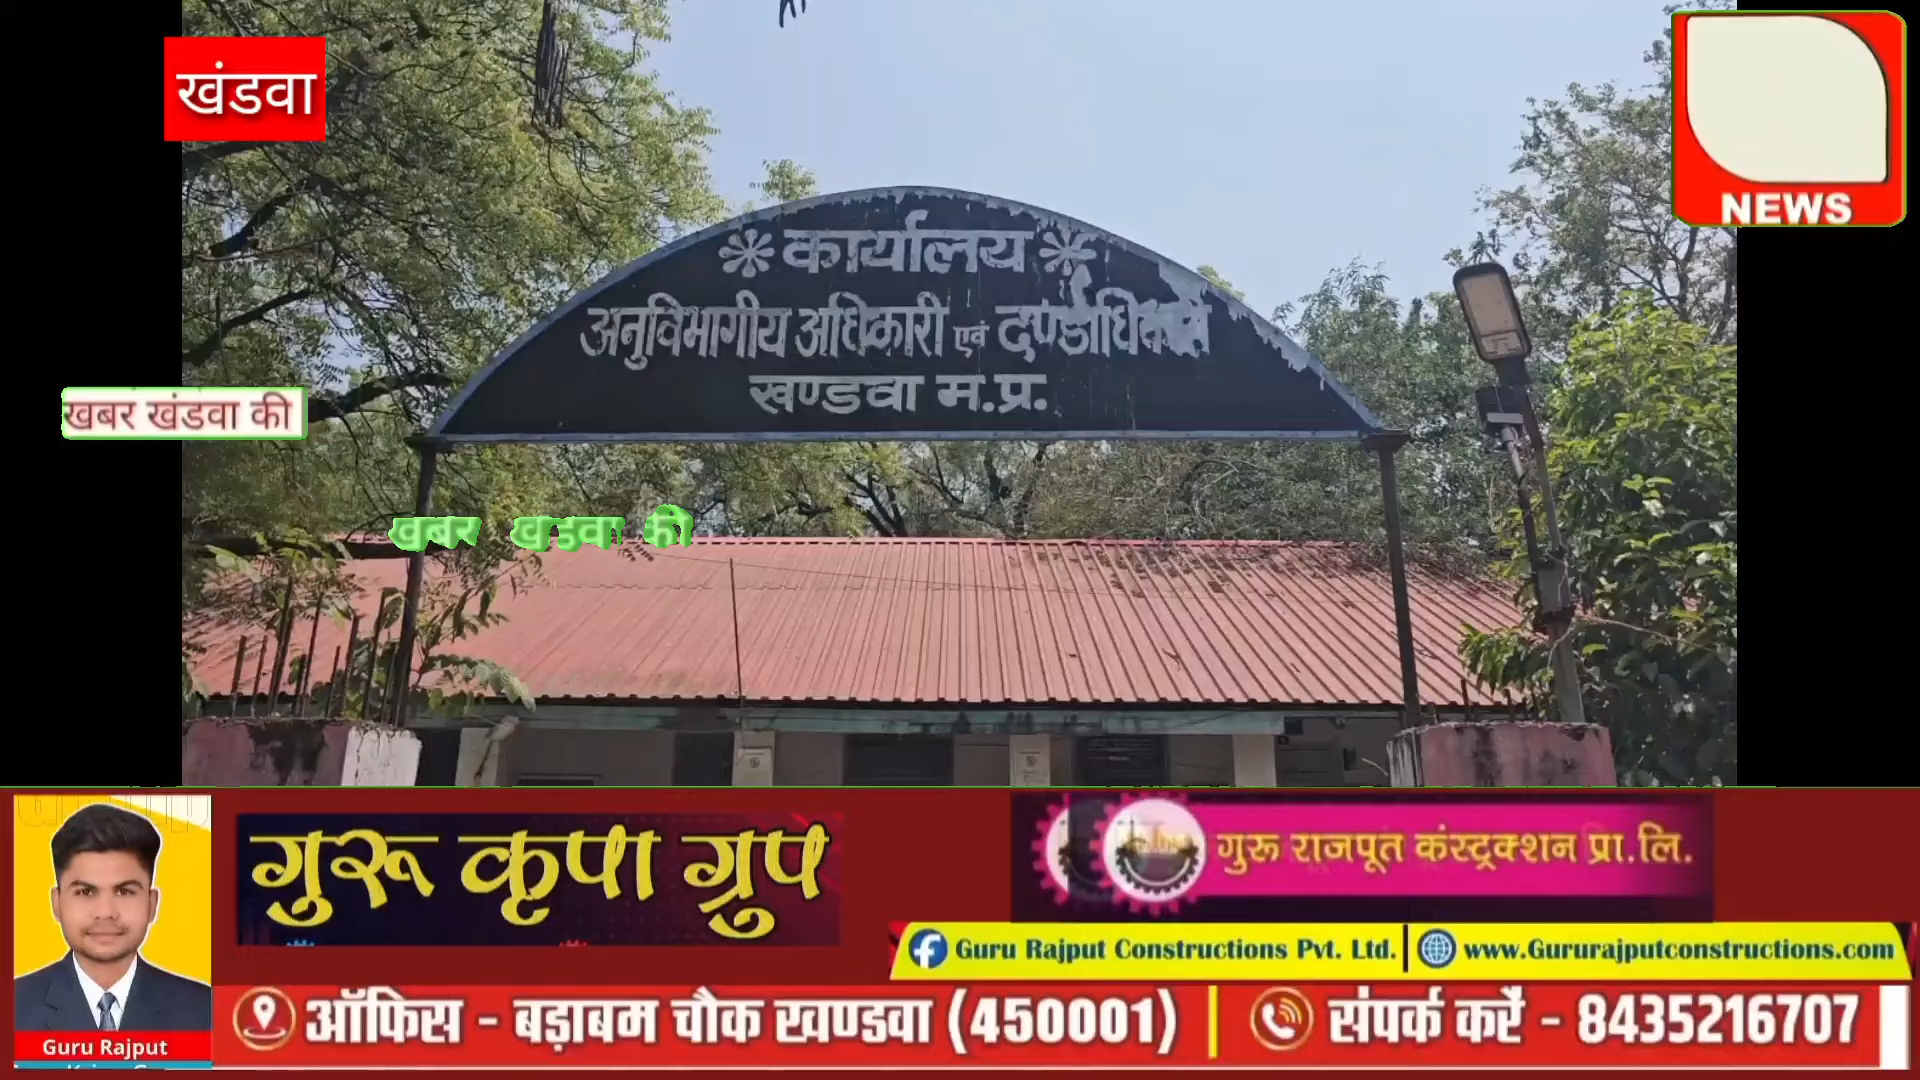 खंडवा
NEWS
कार्यालय
अनुविभागीय अधिकारी एवं दण्डाधिकारी
खण्डवा म.प्र.
खबर खंडवा की
खबर खंडवा की
गुरू कृपा ग्रुप
गुरू राजपूत कंस्ट्रक्शन प्रा.लि.
Guru Rajput Constructions Pvt. Ltd.
www.Gururajputconstructions.com
ऑफिस - बड़ाबम चौक खण्डवा (450001)
संपर्क करें - 8435216707
Guru Rajput